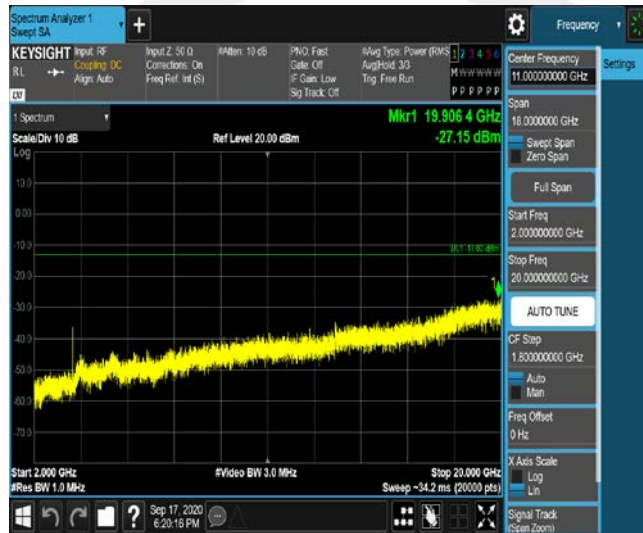 Spectrum Analyzer 1
Swept SA
Frequency
KEYSIGHT
RL
LXI
Input: RF
Coupling: DC
Align: Auto
Input Z: 50 Ω
Corrections: On
Freq Ref: Int (S)
#Atten: 10 dB
PNO: Fast
Gate: Off
IF Gain: Low
Sig Track: Off
#Avg Type: Power (RMS
Avg|Hold: 3/3
Trig: Free Run
1 2 3 4 5 6
M W W W W W
P P P P P P
1 Spectrum
Scale/Div 10 dB
Log
Ref Level 20.00 dBm
Mkr1 19.906 4 GHz
-27.15 dBm
10.0
0.00
-10.0
-20.0
-30.0
-40.0
-50.0
-60.0
-70.0
DL1 -13.00 dBm
1
Start 2.000 GHz
#Res BW 1.0 MHz
#Video BW 3.0 MHz
Stop 20.000 GHz
Sweep ~34.2 ms (20000 pts)
Center Frequency
11.000000000 GHz
Settings
Span
18.0000000 GHz
Swept Span
Zero Span
Full Span
Start Freq
2.000000000 GHz
Stop Freq
20.000000000 GHz
AUTO TUNE
CF Step
1.800000000 GHz
Auto
Man
Freq Offset
0 Hz
X Axis Scale
Log
Lin
Signal Track
(Span Zoom)
Sep 17, 2020
6:20:16 PM